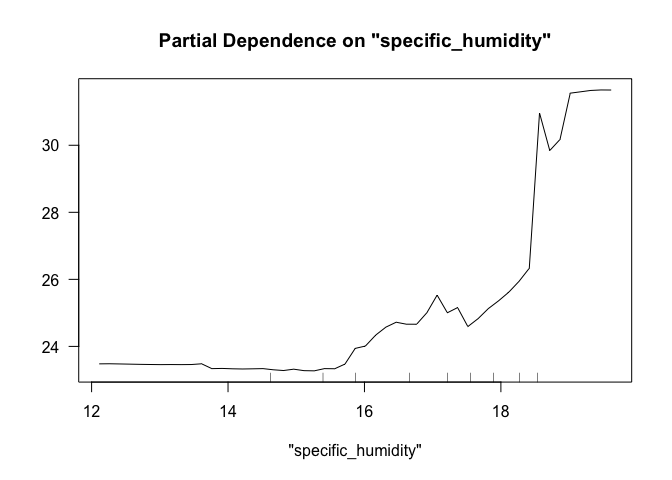 Partial Dependence on "specific_humidity"
30
28
26
24
12 14 16 18
"specific_humidity"